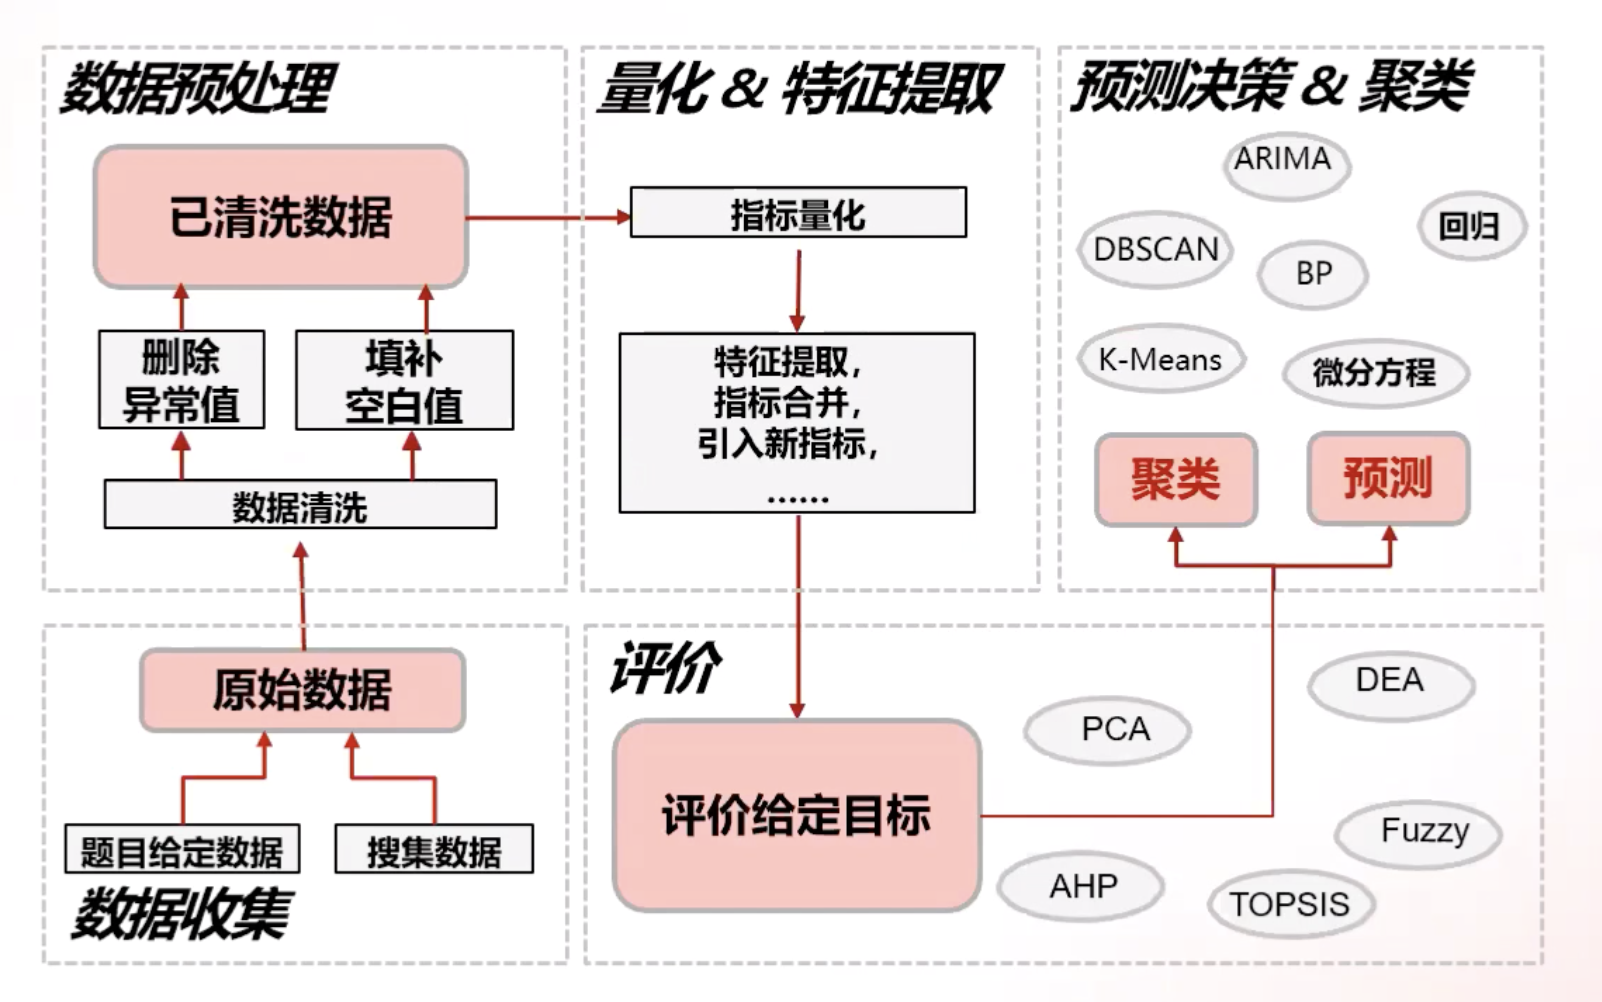 数据预处理
已清洗数据
删除
异常值
填补
空白值
数据清洗
原始数据
题目给定数据
搜集数据
数据收集
量化 & 特征提取
指标量化
特征提取，
指标合并，
引入新指标，
......
预测决策 & 聚类
ARIMA
回归
DBSCAN
BP
K-Means
微分方程
聚类
预测
评价
评价给定目标
PCA
DEA
Fuzzy
AHP
TOPSIS